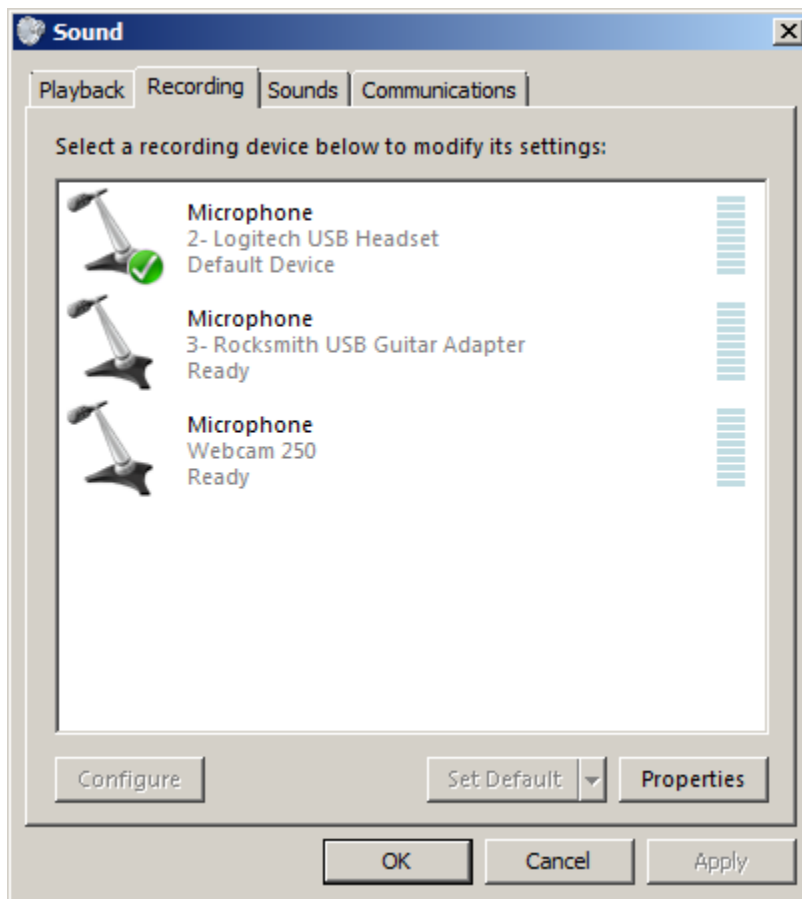 Sound
Playback Recording Sounds Communications
Select a recording device below to modify its settings:
Microphone
2- Logitech USB Headset
Default Device
Microphone
3- Rocksmith USB Guitar Adapter
Ready
Microphone
Webcam 250
Ready
Configure Set Default Properties
OK Cancel Apply